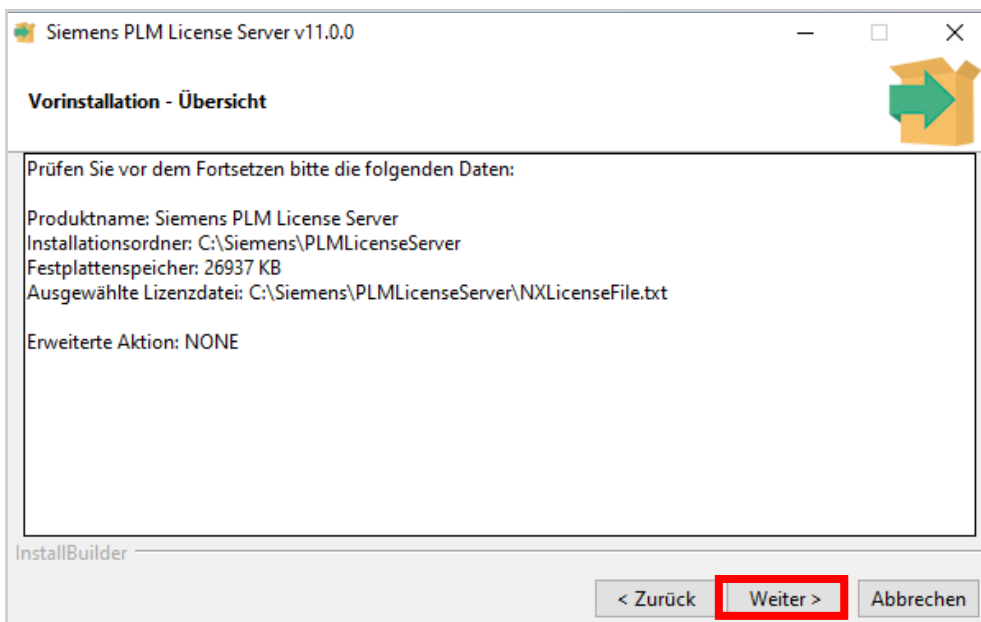 Siemens PLM License Server v11.0.0
Vorinstallation - Übersicht
Prüfen Sie vor dem Fortsetzen bitte die folgenden Daten:
Produktname: Siemens PLM License Server
Installationsordner: C:\Siemens\PLMLicenseServer
Festplattenspeicher: 26937 KB
Ausgewählte Lizenzdatei: C:\Siemens\PLMLicenseServer\NXLicenseFile.txt
Erweiterte Aktion: NONE
InstallBuilder
< Zurück Weiter > Abbrechen